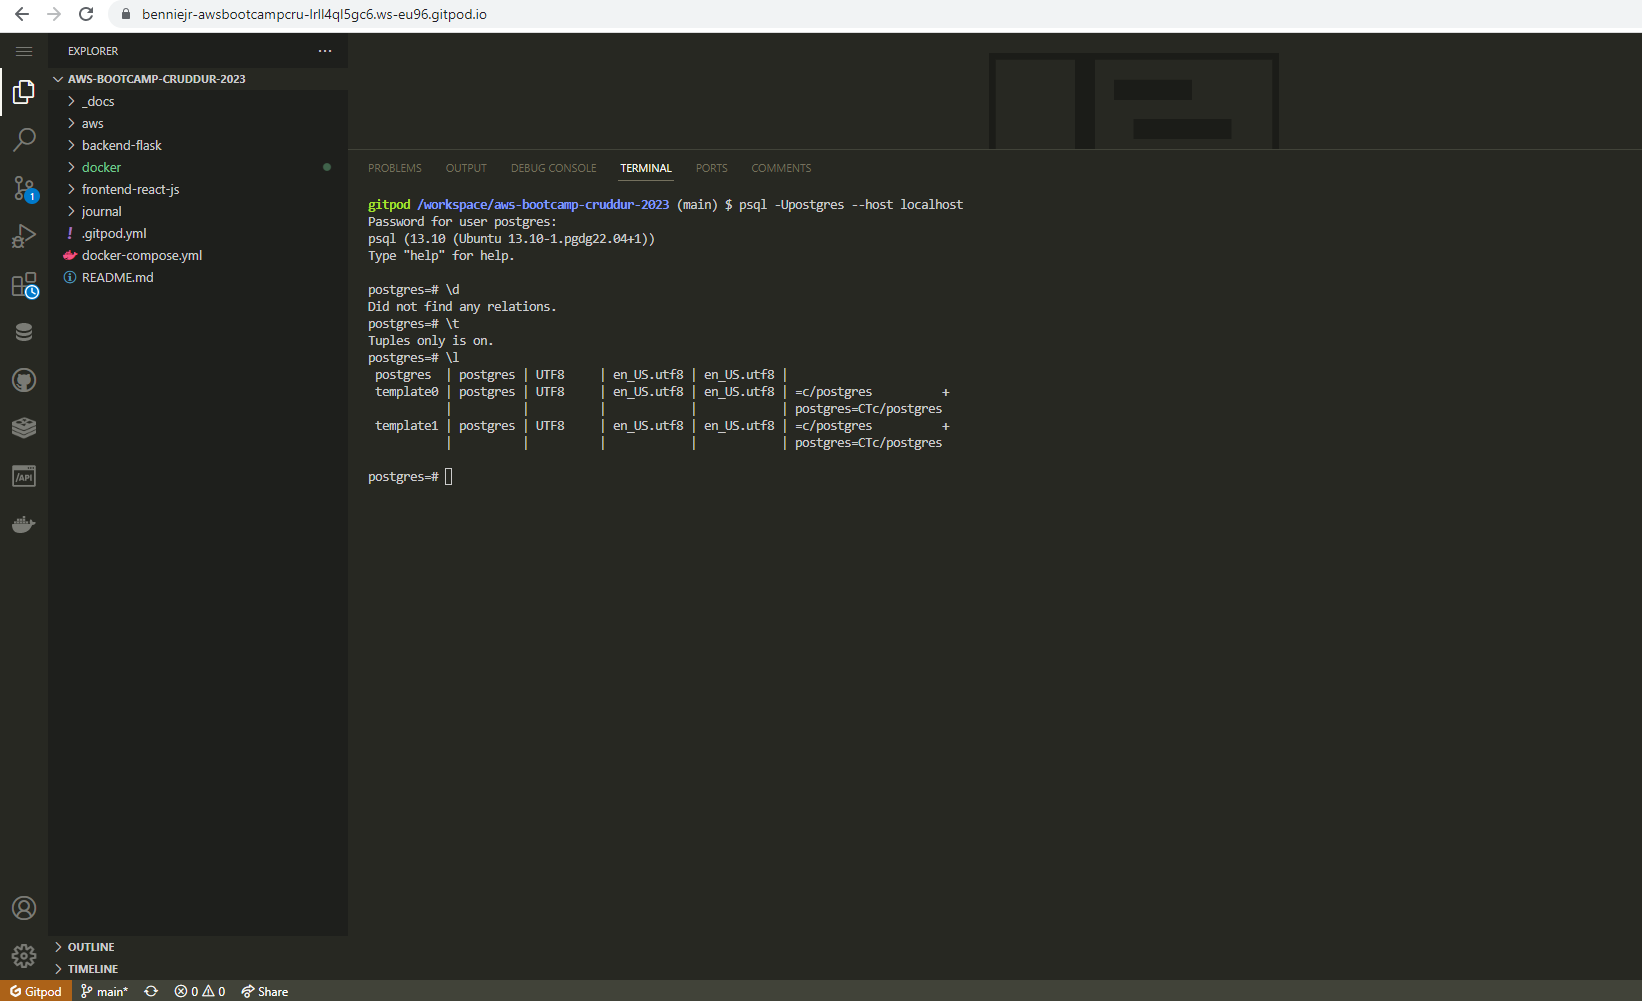 benniejr-awsbootcampcru-lrll4ql5gc6.ws-eu96.gitpod.io
EXPLORER
AWS-BOOTCAMP-CRUDDUR-2023
_docs
aws
backend-flask
docker
frontend-react-js
journal
! .gitpod.yml
docker-compose.yml
README.md
1
/API
OUTLINE
TIMELINE
PROBLEMS OUTPUT DEBUG CONSOLE TERMINAL PORTS COMMENTS
gitpod /workspace/aws-bootcamp-cruddur-2023 (main) $ psql -Upostgres --host localhost
Password for user postgres:
psql (13.10 (Ubuntu 13.10-1.pgdg22.04+1))
Type "help" for help.
postgres=# \d
Did not find any relations.
postgres=# \t
Tuples only is on.
postgres=# \l
postgres | postgres | UTF8 | en_US.utf8 | en_US.utf8 |
template0 | postgres | UTF8 | en_US.utf8 | en_US.utf8 | =c/postgres +
| | | | | postgres=CTc/postgres
template1 | postgres | UTF8 | en_US.utf8 | en_US.utf8 | =c/postgres +
| | | | | postgres=CTc/postgres
postgres=#
Gitpod main* 0 0 Share